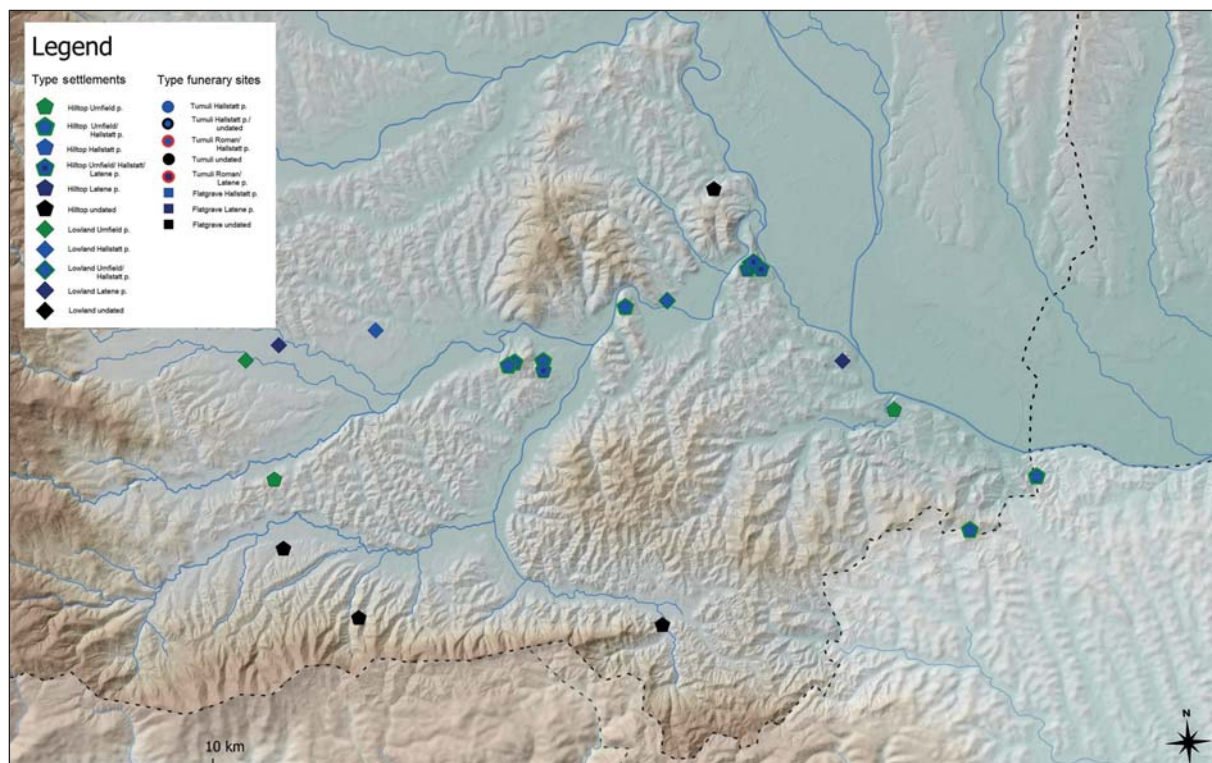 Legend
Type settlements
Hilltop Urnfield p.
Hilltop Urnfield/
Hallstatt p.
Hilltop Hallstatt p.
Hilltop Urnfield/ Hallstatt/
Latene p.
Hilltop Latene p.
Hilltop undated
Lowland Urnfield p.
Lowland Hallstatt p.
Lowland Urnfield/
Hallstatt p.
Lowland Latene p.
Lowland undated
Type funerary sites
Tumuli Hallstatt p.
Tumuli Hallstatt p./
undated
Tumuli Roman/
Hallstatt p.
Tumuli undated
Tumuli Roman/
Latene p.
Flatgrave Hallstatt p.
Flatgrave Latene p.
Flatgrave undated
10 km
N